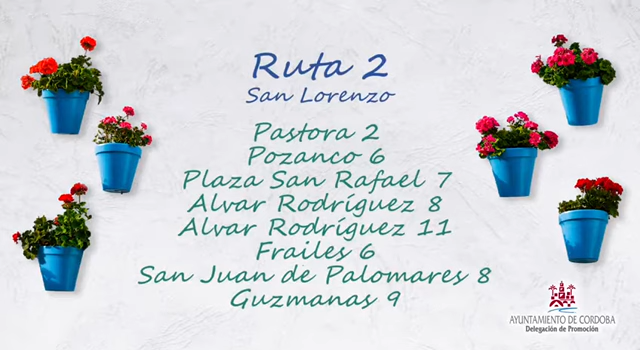 Ruta 2
San Lorenzo
Pastora 2
Pozanco 6
Plaza San Rafael 7
Alvar Rodríguez 8
Alvar Rodríguez 11
Frailes 6
San Juan de Palomares 8
Guzmanas 9
AYUNTAMIENTO DE CORDOBA
Delegación de Promoción